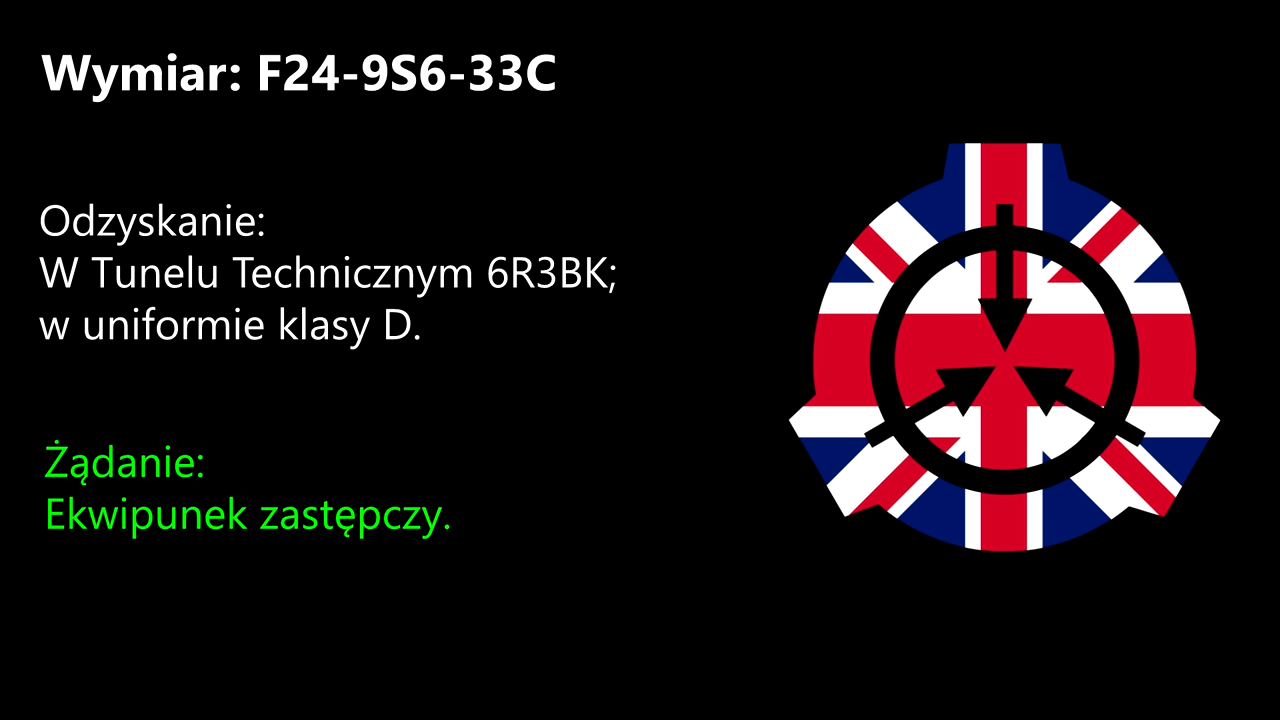 Wymiar: F24-9S6-33C
Odzyskanie:
W Tunelu Technicznym 6R3BK;
w uniformie klasy D.
Żądanie:
Ekwipunek zastępczy.